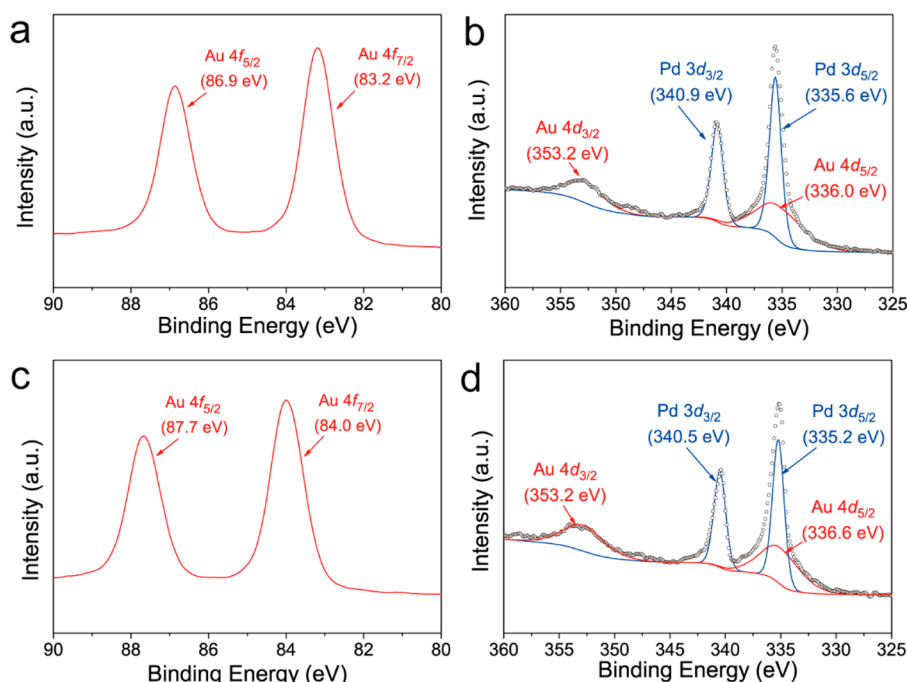 a
Au 4f5/2
(86.9 eV)
Au 4f7/2
(83.2 eV)
Intensity (a.u.)
90 88 86 84 82 80
Binding Energy (eV)
b
Pd 3d3/2
(340.9 eV)
Pd 3d5/2
(335.6 eV)
Au 4d3/2
(353.2 eV)
Au 4d5/2
(336.0 eV)
Intensity (a.u.)
360 355 350 345 340 335 330 325
Binding Energy (eV)
c
Au 4f5/2
(87.7 eV)
Au 4f7/2
(84.0 eV)
Intensity (a.u.)
90 88 86 84 82 80
Binding Energy (eV)
d
Pd 3d3/2
(340.5 eV)
Pd 3d5/2
(335.2 eV)
Au 4d3/2
(353.2 eV)
Au 4d5/2
(336.6 eV)
Intensity (a.u.)
360 355 350 345 340 335 330 325
Binding Energy (eV)